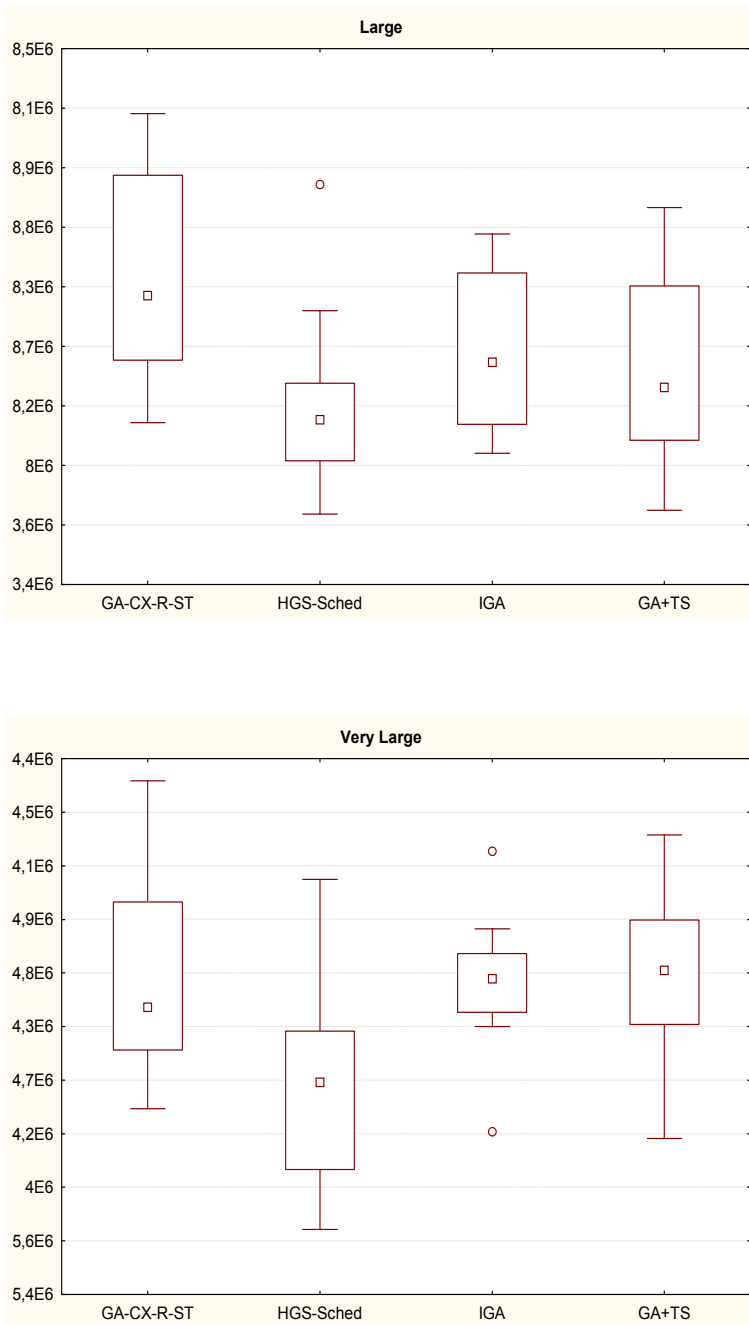 Large
8,5E6
8,1E6
8,9E6
8,8E6
8,3E6
8,7E6
8,2E6
8E6
3,6E6
3,4E6
GA-CX-R-ST HGS-Sched IGA GA+TS
Very Large
4,4E6
4,5E6
4,1E6
4,9E6
4,8E6
4,3E6
4,7E6
4,2E6
4E6
5,6E6
5,4E6
GA-CX-R-ST HGS-Sched IGA GA+TS